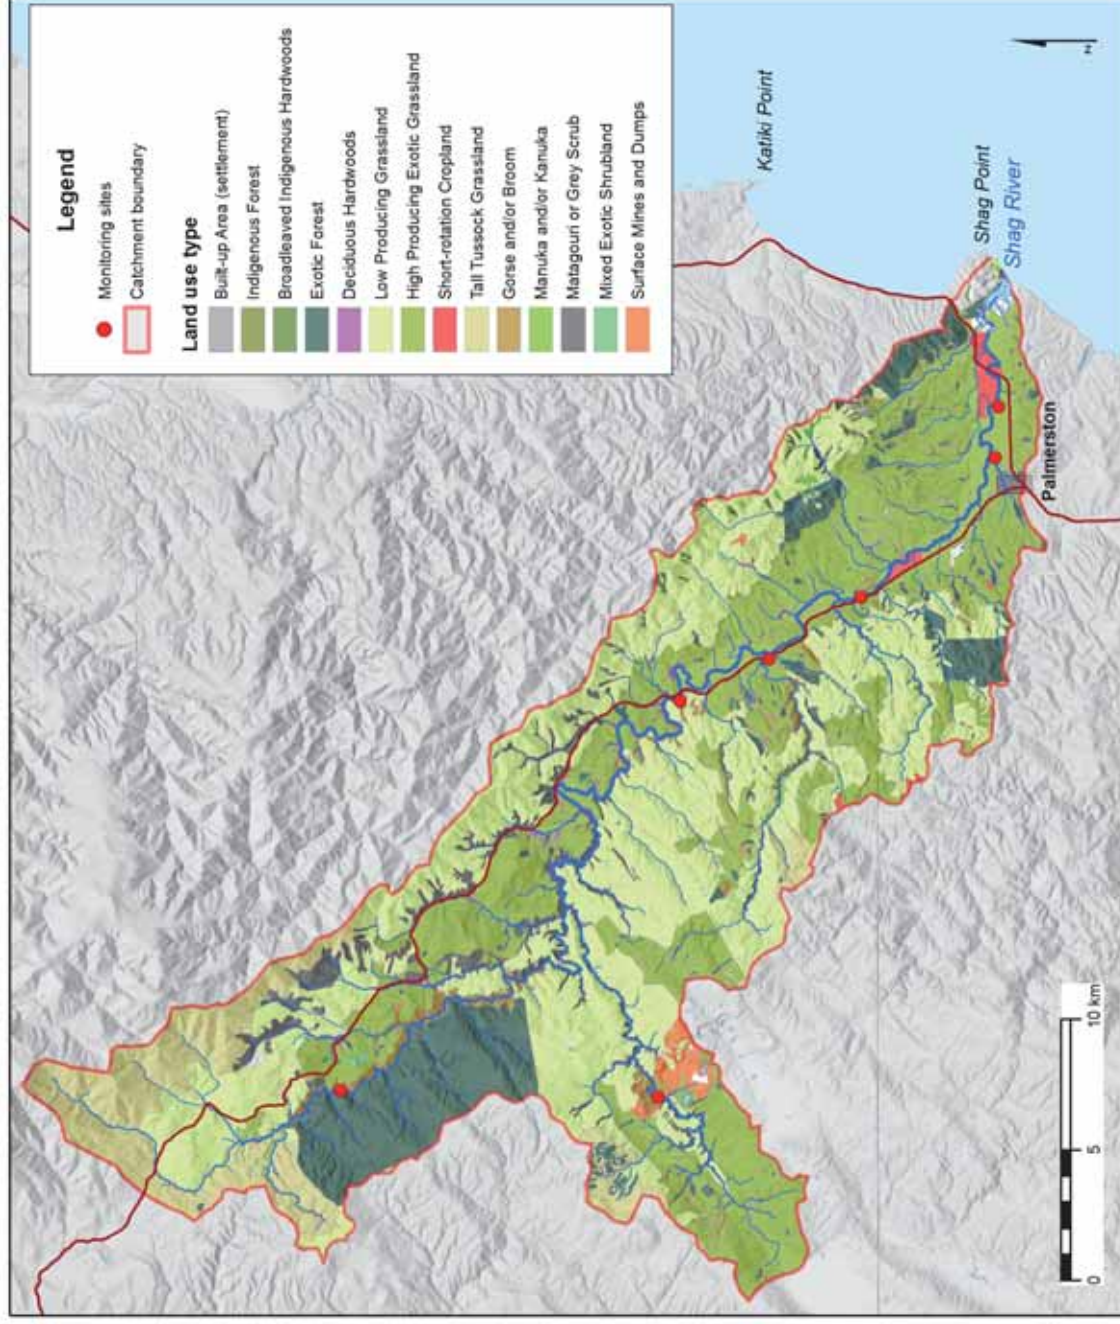 Legend
Monitoring sites
Catchment boundary
Land use type
Built-up Area (settlement)
Indigenous Forest
Broadleaved Indigenous Hardwoods
Exotic Forest
Deciduous Hardwoods
Low Producing Grassland
High Producing Exotic Grassland
Short-rotation Cropland
Tall Tussock Grassland
Gorse and/or Broom
Manuka and/or Kanuka
Matagouri or Grey Scrub
Mixed Exotic Shrubland
Surface Mines and Dumps
Katiki Point
Shag Point
Shag River
Palmerston
N
0 5 10 km